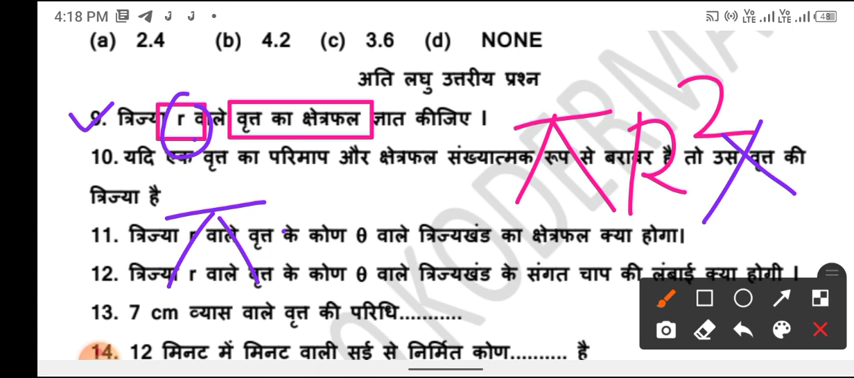 4:18 PM
48
(a) 2.4 (b) 4.2 (c) 3.6 (d) NONE
अति लघु उत्तरीय प्रश्न
9. त्रिज्या r वाले वृत्त का क्षेत्रफल ज्ञात कीजिए ।
10. यदि एक वृत्त का परिमाप और क्षेत्रफल संख्यात्मक रूप से बराबर है तो उस वृत्त की
त्रिज्या है
11. त्रिज्या r वाले वृत्त के कोण θ वाले त्रिज्यखंड का क्षेत्रफल क्या होगा।
12. त्रिज्या r वाले वृत्त के कोण θ वाले त्रिज्यखंड के संगत चाप की लंबाई क्या होगी ।
13. 7 cm व्यास वाले वृत्त की परिधि...........
14. 12 मिनट में मिनट वाली सुई से निर्मित कोण.......... है
πR²
π